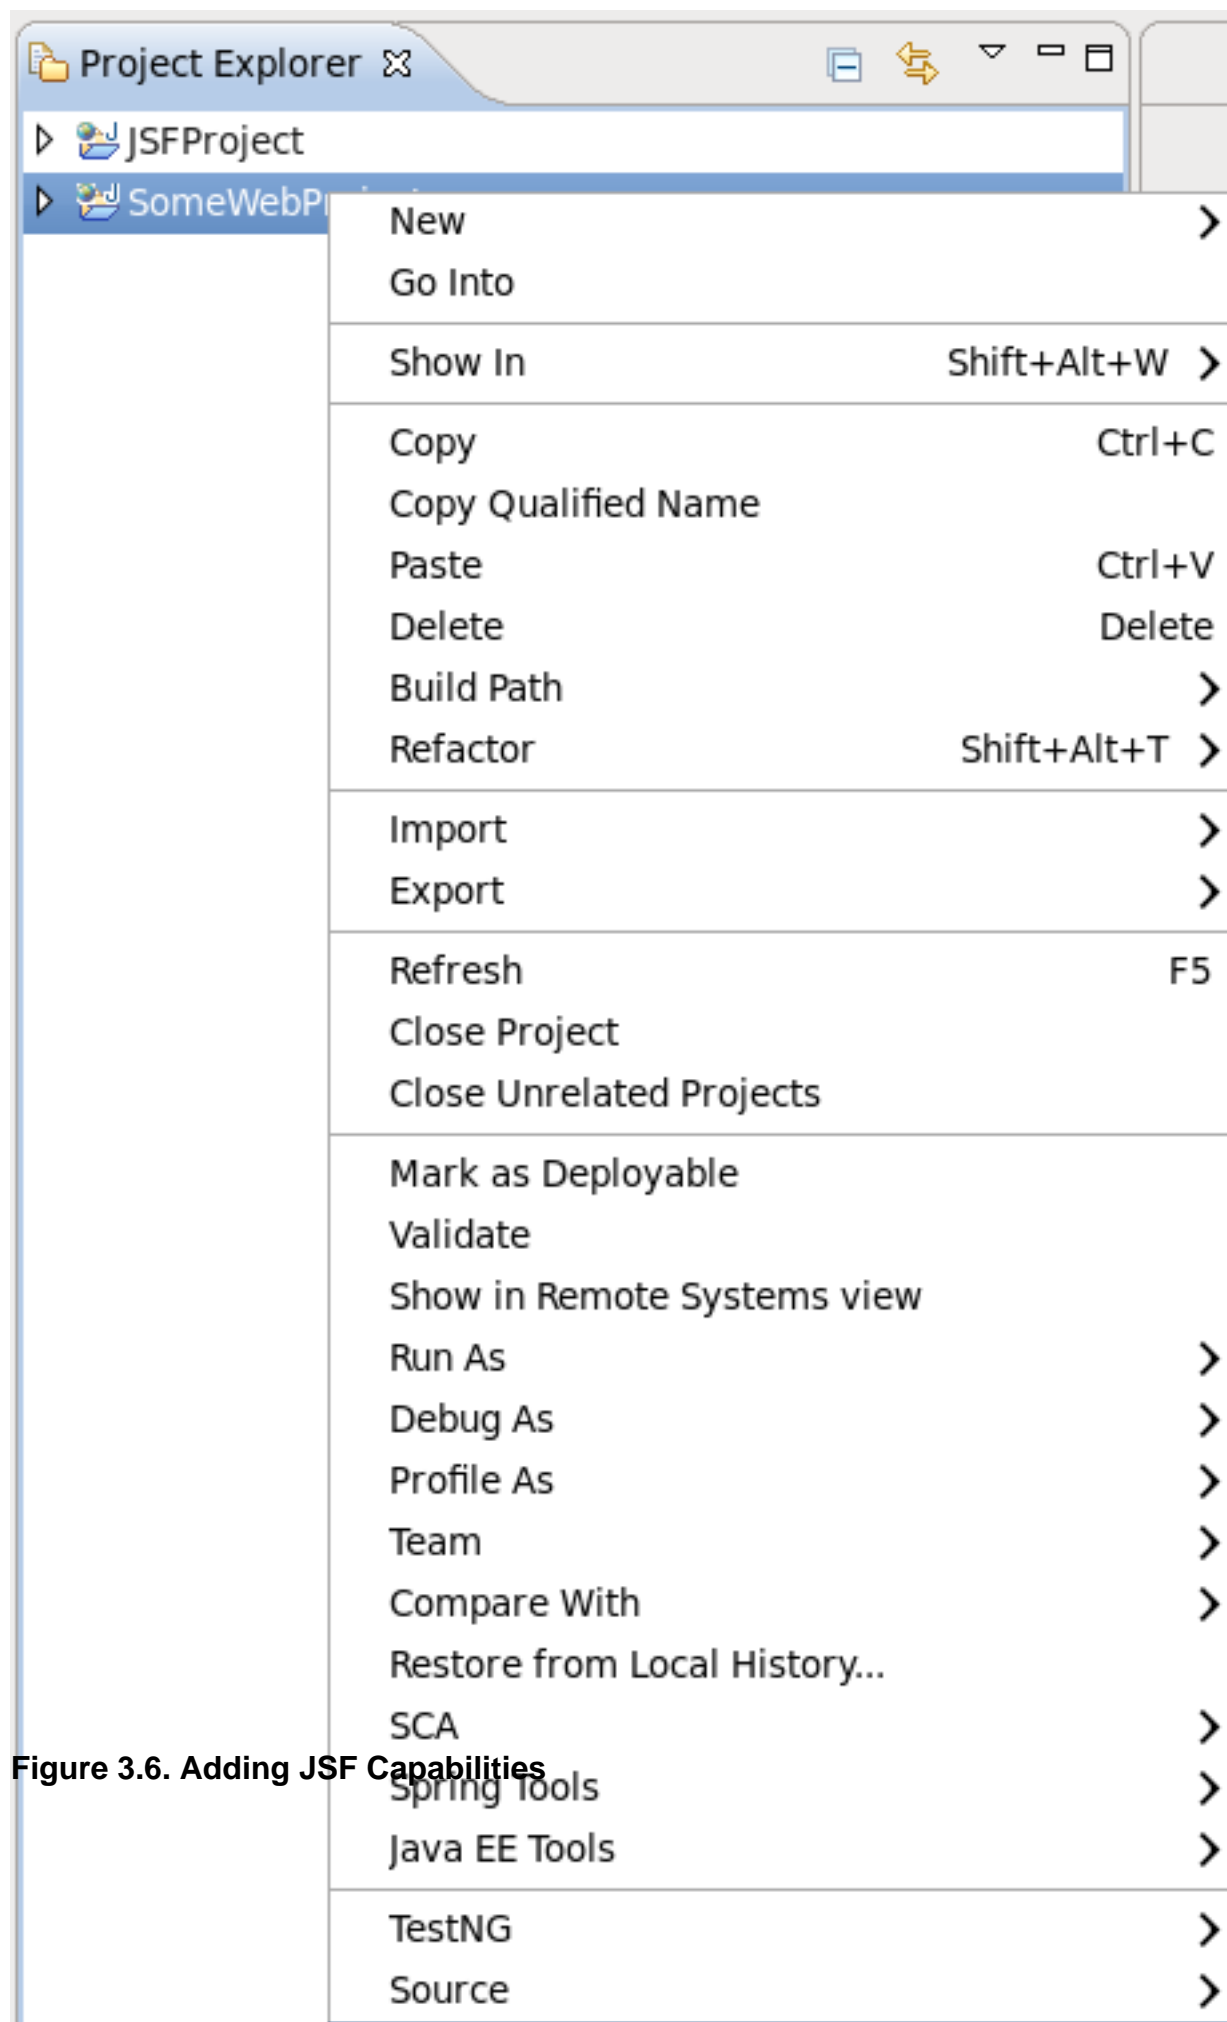 Project Explorer
JSFProject
SomeWebP
New
Go Into
Show In Shift+Alt+W
Copy Ctrl+C
Copy Qualified Name
Paste Ctrl+V
Delete Delete
Build Path
Refactor Shift+Alt+T
Import
Export
Refresh F5
Close Project
Close Unrelated Projects
Mark as Deployable
Validate
Show in Remote Systems view
Run As
Debug As
Profile As
Team
Compare With
Restore from Local History...
SCA
Figure 3.6. Adding JSF Capabilities
Spring Tools
Java EE Tools
TestNG
Source